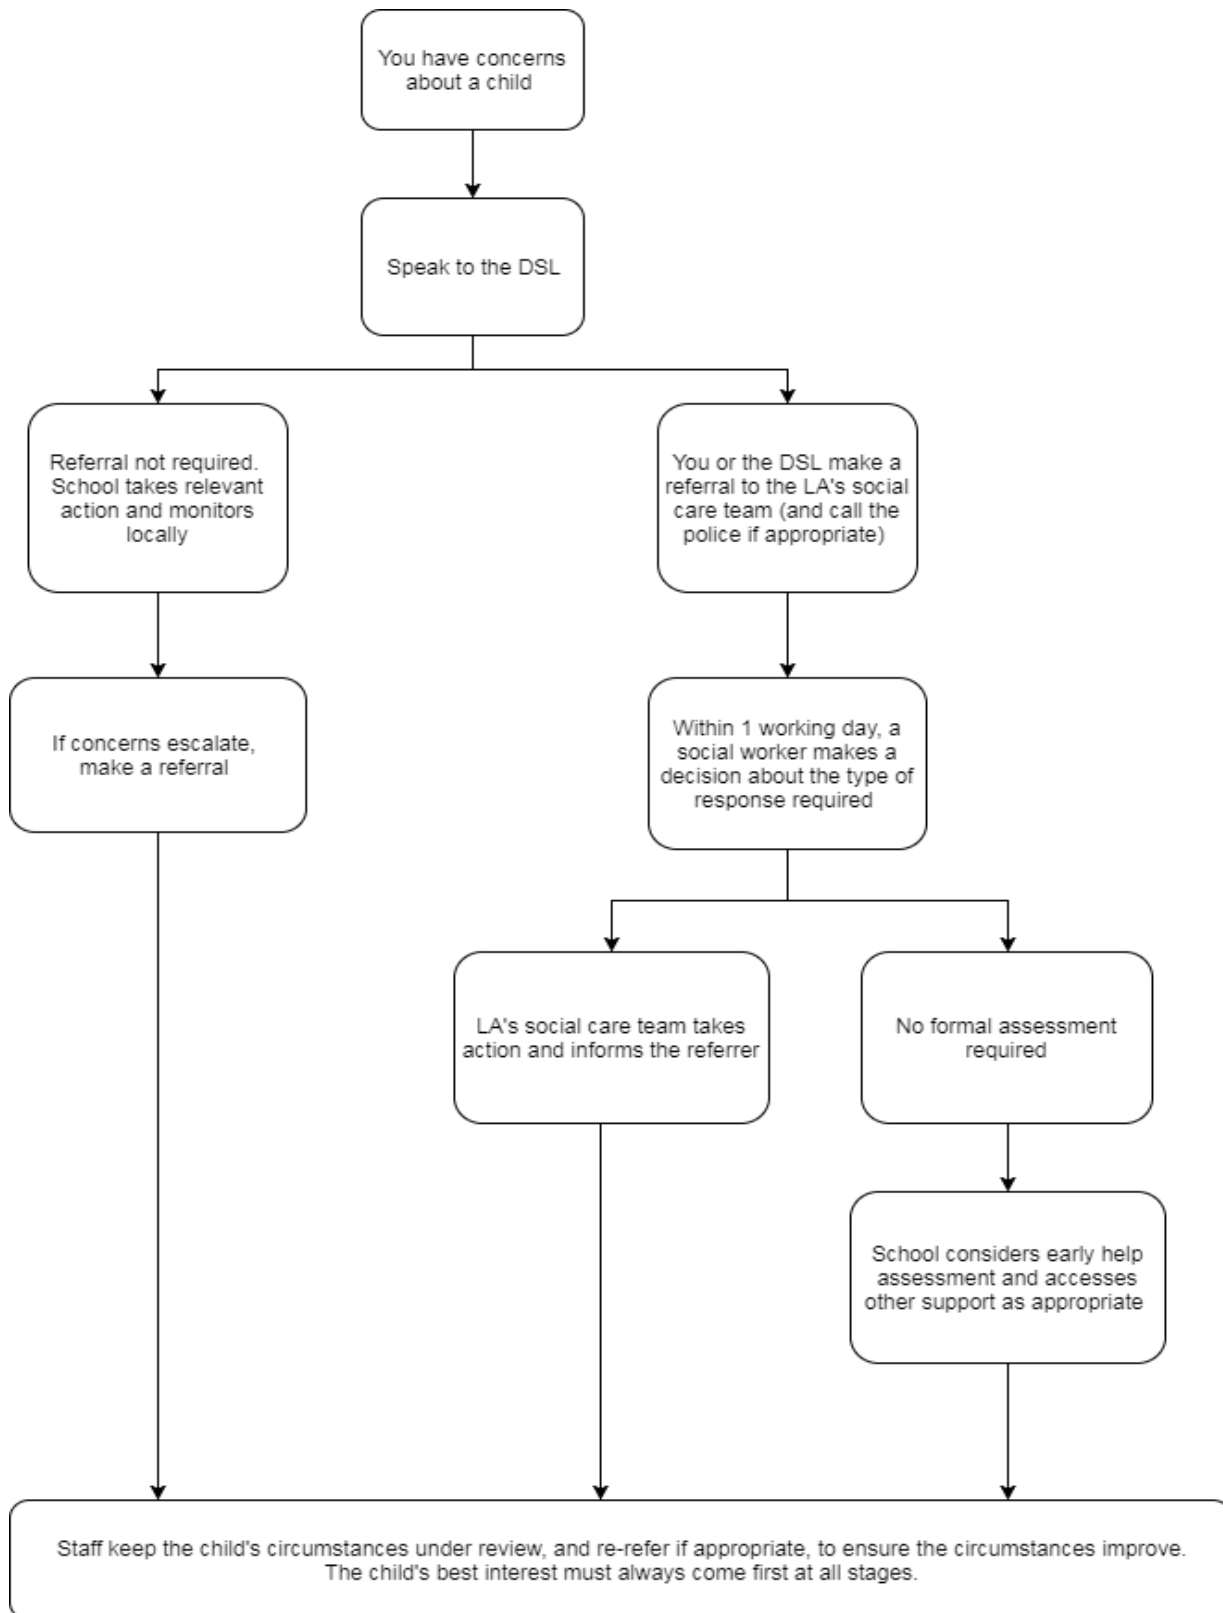 You have concerns
about a child
Speak to the DSL
Referral not required.
School takes relevant
action and monitors
locally
You or the DSL make a
referral to the LA's social
care team (and call the
police if appropriate)
If concerns escalate,
make a referral
Within 1 working day, a
social worker makes a
decision about the type of
response required
LA's social care team takes
action and informs the referrer
No formal assessment
required
School considers early help
assessment and accesses
other support as appropriate
Staff keep the child's circumstances under review, and re-refer if appropriate, to ensure the circumstances improve.
The child's best interest must always come first at all stages.